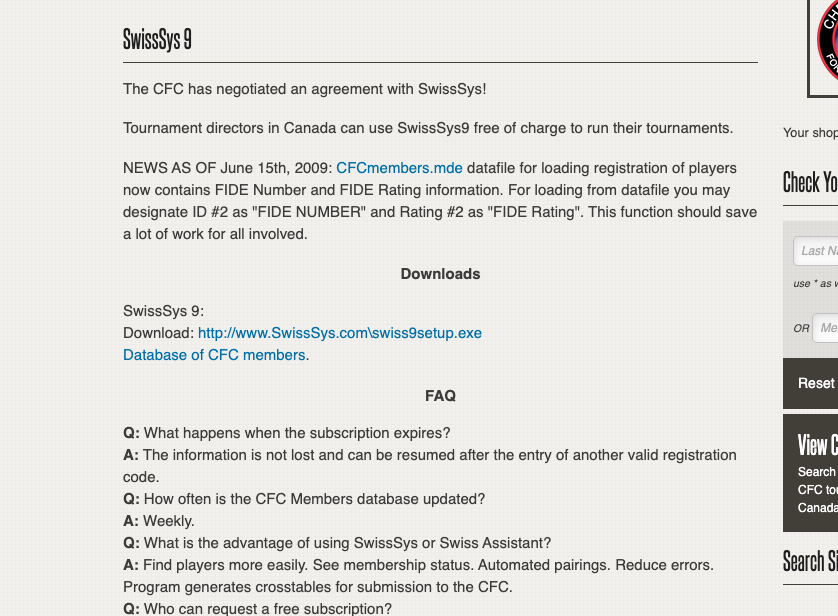 SwissSys 9
The CFC has negotiated an agreement with SwissSys!
Tournament directors in Canada can use SwissSys9 free of charge to run their tournaments.
NEWS AS OF June 15th, 2009: CFCmembers.mde datafile for loading registration of players
now contains FIDE Number and FIDE Rating information. For loading from datafile you may
designate ID #2 as "FIDE NUMBER" and Rating #2 as "FIDE Rating". This function should save
a lot of work for all involved.
Downloads
SwissSys 9:
Download: http://www.SwissSys.com\swiss9setup.exe
Database of CFC members.
FAQ
Q: What happens when the subscription expires?
A: The information is not lost and can be resumed after the entry of another valid registration
code.
Q: How often is the CFC Members database updated?
A: Weekly.
Q: What is the advantage of using SwissSys or Swiss Assistant?
A: Find players more easily. See membership status. Automated pairings. Reduce errors.
Program generates crosstables for submission to the CFC.
Q: Who can request a free subscription?
Your shop
Check Yo
Last N
use * as w
OR Me
Reset
View C
Search
CFC tou
Canada
Search Si